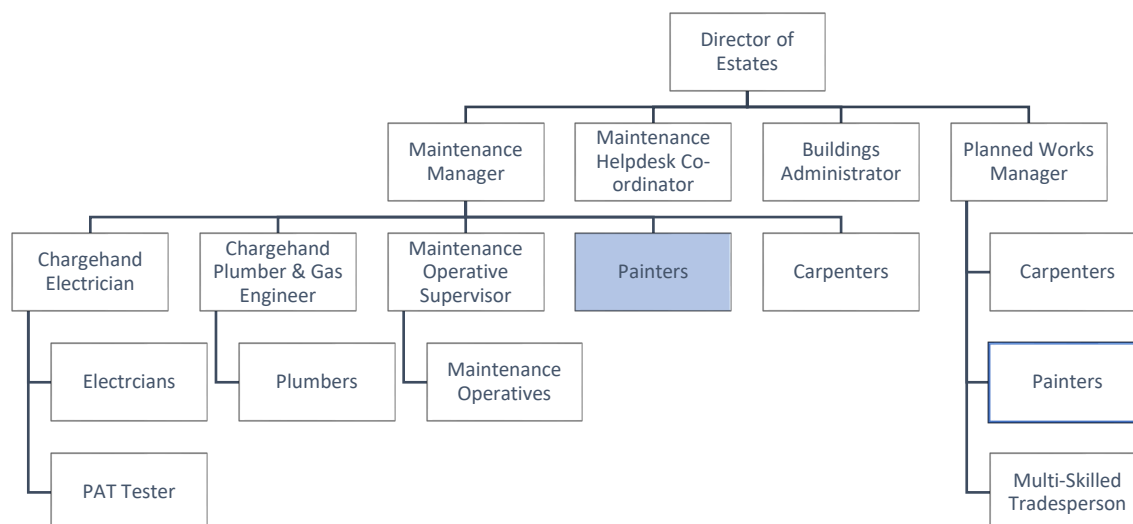 Director of
Estates
Maintenance
Manager
Maintenance
Helpdesk Co-
ordinator
Buildings
Administrator
Planned Works
Manager
Chargehand
Electrician
Chargehand
Plumber & Gas
Engineer
Maintenance
Operative
Supervisor
Painters
Carpenters
Carpenters
Electrcians
Plumbers
Maintenance
Operatives
Painters
PAT Tester
Multi-Skilled
Tradesperson